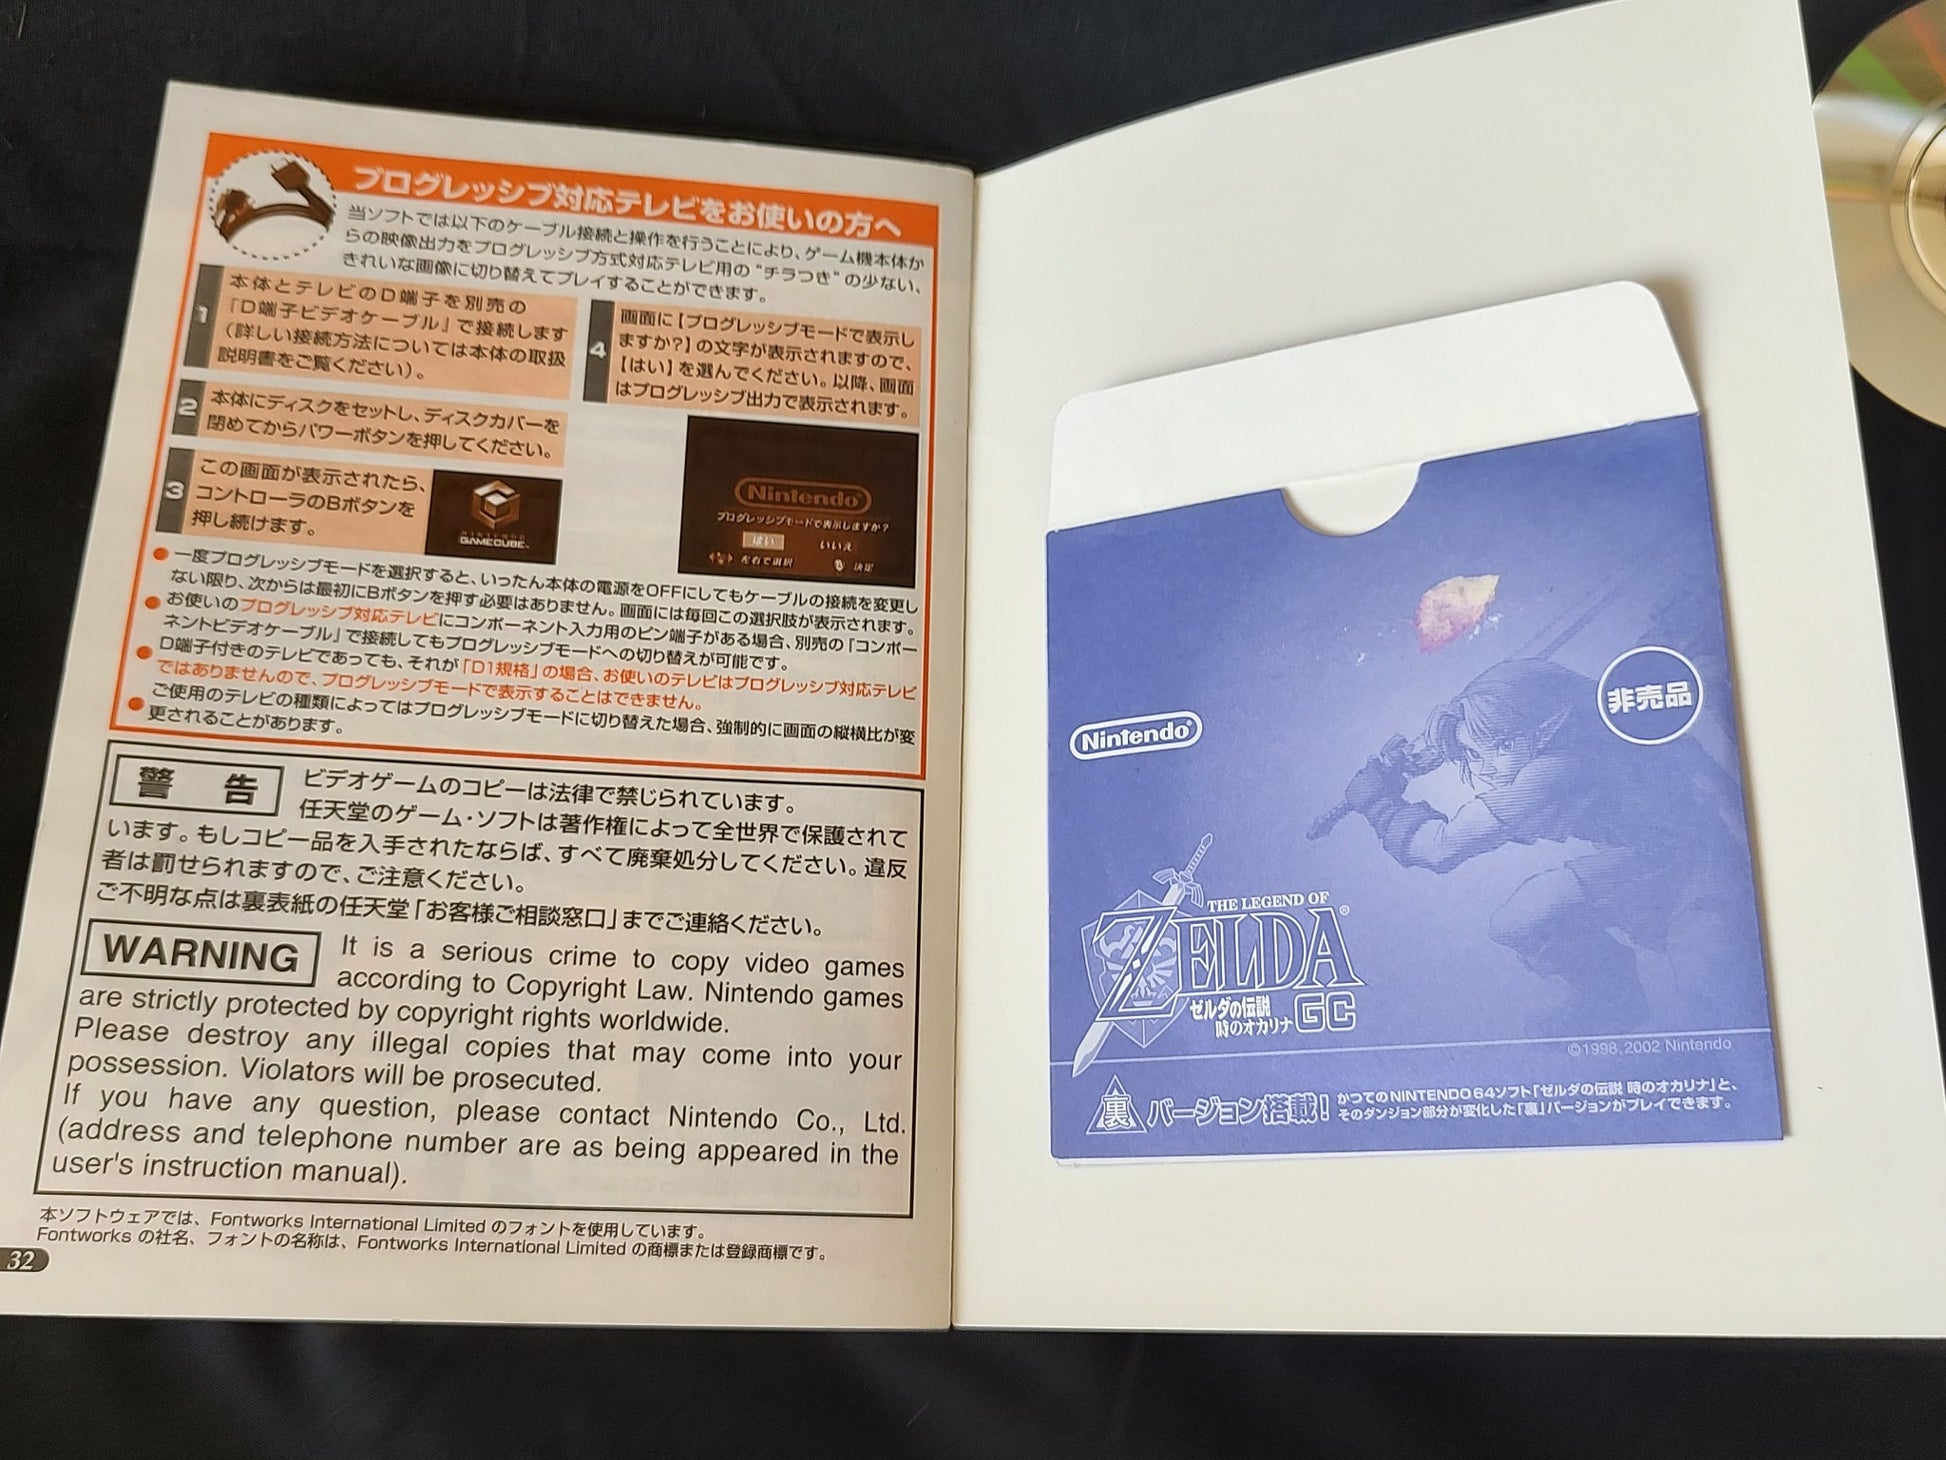 プログレッシブ対応テレビをお使いの方へ
当ソフトでは以下のケーブル接続と操作を行うことにより、ゲーム機本体か
らの映像出力をプログレッシブ方式対応テレビ用の"チラつき"の少ない、
きれいな画像に切り替えてプレイすることができます。
1
本体とテレビのD端子を別売の
「D端子ビデオケーブル」で接続します
(詳しい接続方法については本体の取扱
説明書をご覧ください)。
2
本体にディスクをセットし、ディスクカバーを
閉めてからパワーボタンを押してください。
3
この画面が表示されたら、
コントローラのBボタンを
押し続けます。
NINTENDO
GAMECUBE™
4
画面に【プログレッシブモードで表示し
ますか?】の文字が表示されますので、
【はい】を選んでください。以降、画面
はプログレッシブ出力で表示されます。
Nintendo®
プログレッシブモードで表示しますか?
はい いいえ
左右で選択 決定
●一度プログレッシブモードを選択すると、いったん本体の電源をOFFにしてもケーブルの接続を変更し
ない限り、次からは最初にBボタンを押す必要はありません。画面には毎回この選択肢が表示されます。
●お使いのプログレッシブ対応テレビにコンポーネント入力用のピン端子がある場合、別売の「コンポー
ネントビデオケーブル」で接続してもプログレッシブモードへの切り替えが可能です。
●D端子付きのテレビであっても、それが「D1規格」の場合、お使いのテレビはプログレッシブ対応テレビ
ではありませんので、プログレッシブモードで表示することはできません。
●ご使用のテレビの種類によってはプログレッシブモードに切り替えた場合、強制的に画面の縦横比が変
更されることがあります。
警告
ビデオゲームのコピーは法律で禁じられています。
任天堂のゲーム・ソフトは著作権によって全世界で保護されて
います。もしコピー品を入手されたならば、すべて廃棄処分してください。違反
者は罰せられますので、ご注意ください。
ご不明な点は裏表紙の任天堂「お客様ご相談窓口」までご連絡ください。
WARNING
It is a serious crime to copy video games
according to Copyright Law. Nintendo games
are strictly protected by copyright rights worldwide.
Please destroy any illegal copies that may come into your
possession. Violators will be prosecuted.
If you have any question, please contact Nintendo Co., Ltd.
(address and telephone number are as being appeared in the
user's instruction manual).
本ソフトウェアでは、Fontworks International Limited のフォントを使用しています。
Fontworks の社名、フォントの名称は、Fontworks International Limited の商標または登録商標です。
32
非売品
Nintendo®
THE LEGEND OF
ZELDA®
ゼルダの伝説
時のオカリナ GC
©1998,2002 Nintendo
裏 バージョン搭載!
かつてのNINTENDO64ソフト「ゼルダの伝説 時のオカリナ」と、
そのダンジョン部分が変化した「裏」バージョンがプレイできます。